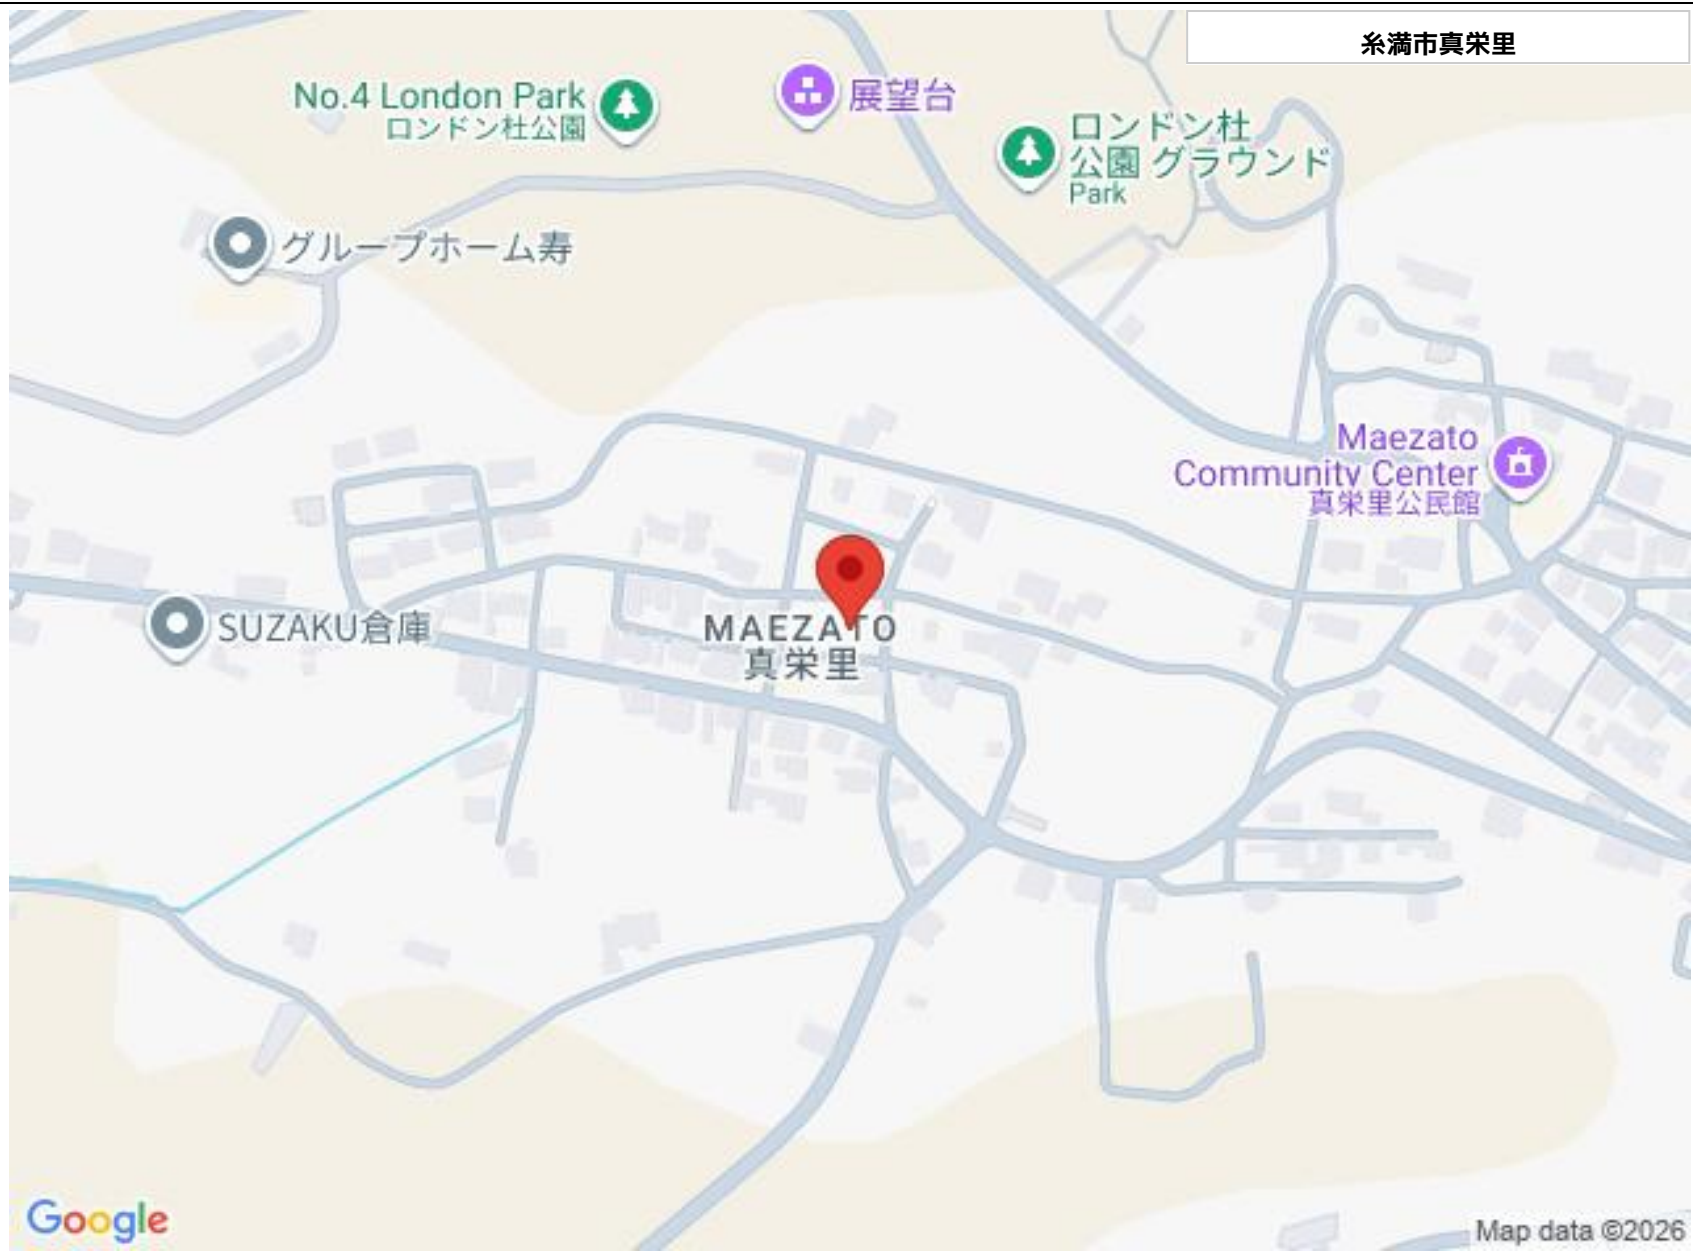 糸満市真栄里
No.4 London Park
ロンドン杜公園
展望台
ロンドン杜
公園 グラウンド
Park
グループホーム寿
Maezato
Community Center
真栄里公民館
SUZAKU倉庫
MAEZATO
真栄里
Google
Map data ©2026